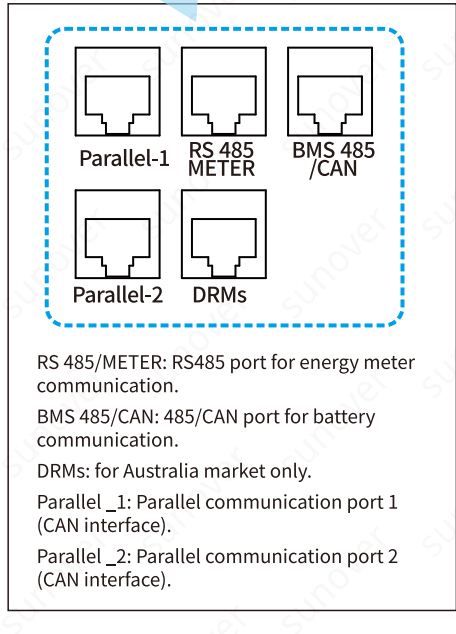 Parallel-1
RS 485
METER
BMS 485
/CAN
Parallel-2
DRMs
RS 485/METER: RS485 port for energy meter
communication.
BMS 485/CAN: 485/CAN port for battery
communication.
DRMs: for Australia market only.
Parallel _1: Parallel communication port 1
(CAN interface).
Parallel _2: Parallel communication port 2
(CAN interface).